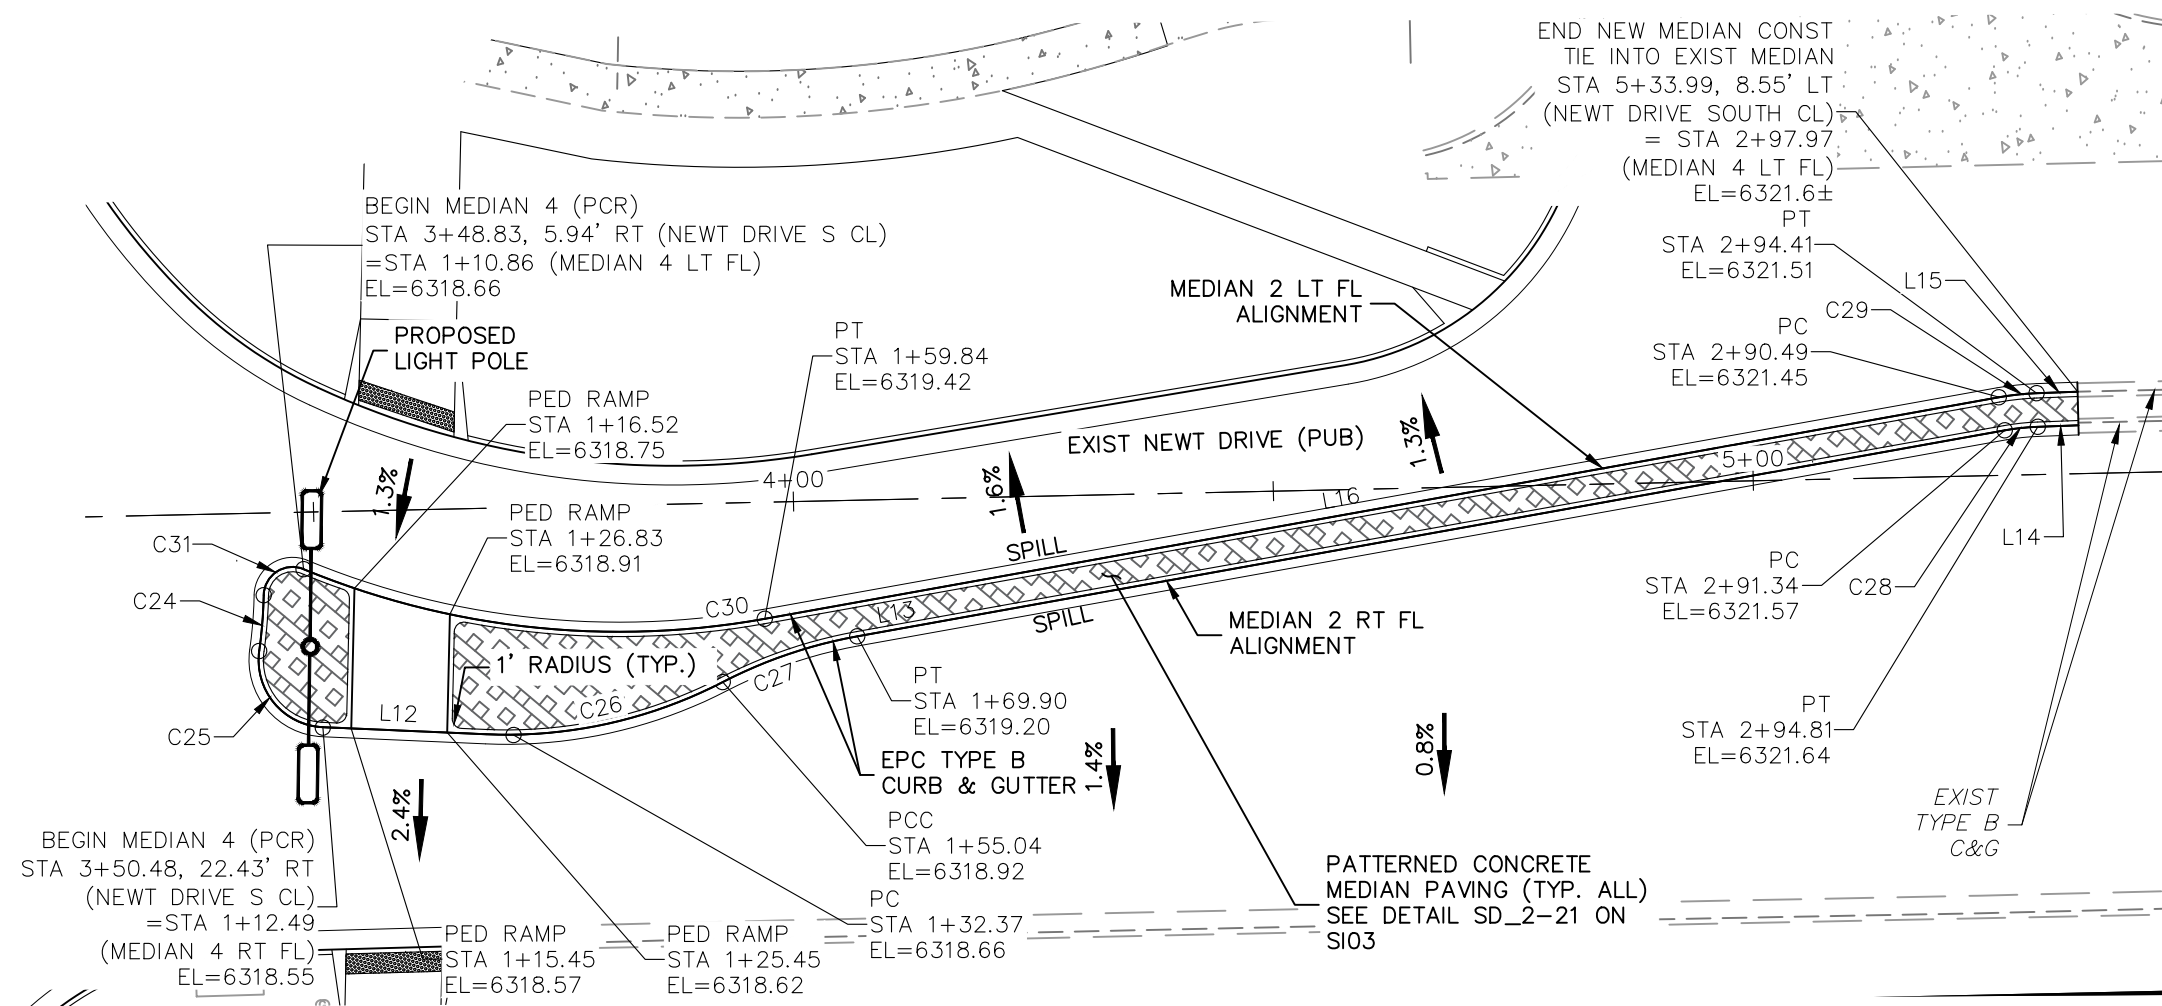 END NEW MEDIAN CONST
TIE INTO EXIST MEDIAN
STA 5+33.99, 8.55' LT
(NEWT DRIVE SOUTH CL)
= STA 2+97.97
(MEDIAN 4 LT FL)
EL=6321.6±
PT
STA 2+94.41
EL=6321.51
L15
C29
PC
STA 2+90.49
EL=6321.45
BEGIN MEDIAN 4 (PCR)
STA 3+48.83, 5.94' RT (NEWT DRIVE S CL)
=STA 1+10.86 (MEDIAN 4 LT FL)
EL=6318.66
PROPOSED
LIGHT POLE
MEDIAN 2 LT FL
ALIGNMENT
PT
STA 1+59.84
EL=6319.42
PED RAMP
STA 1+16.52
EL=6318.75
EXIST NEWT DRIVE (PUB)
1.3%
1.6%
1.3%
4+00
5+00
L16
PED RAMP
STA 1+26.83
EL=6318.91
SPILL
C31
C24
C25
C30
L13
SPILL
MEDIAN 2 RT FL
ALIGNMENT
1' RADIUS (TYP.)
C27
C26
L12
L14
PC
STA 2+91.34
EL=6321.57
C28
PT
STA 1+69.90
EL=6319.20
PT
STA 2+94.81
EL=6321.64
EPC TYPE B
CURB & GUTTER
1.4%
0.8%
2.4%
EXIST
TYPE B
C&G
PCC
STA 1+55.04
EL=6318.92
PC
STA 1+32.37
EL=6318.66
PATTERNED CONCRETE
MEDIAN PAVING (TYP. ALL)
SEE DETAIL SD_2-21 ON
SI03
BEGIN MEDIAN 4 (PCR)
STA 3+50.48, 22.43' RT
(NEWT DRIVE S CL)
=STA 1+12.49
(MEDIAN 4 RT FL)
EL=6318.55
PED RAMP
STA 1+15.45
EL=6318.57
PED RAMP
STA 1+25.45
EL=6318.62